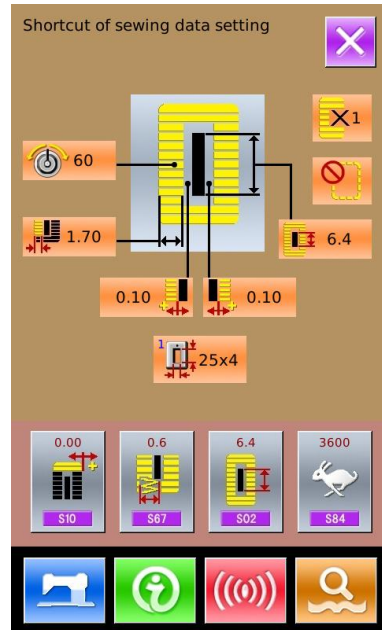 Shortcut of sewing data setting
X1
60
1.70
6.4
0.10
0.10
1
25x4
0.00
0.6
6.4
3600
S10
S67
S02
S84